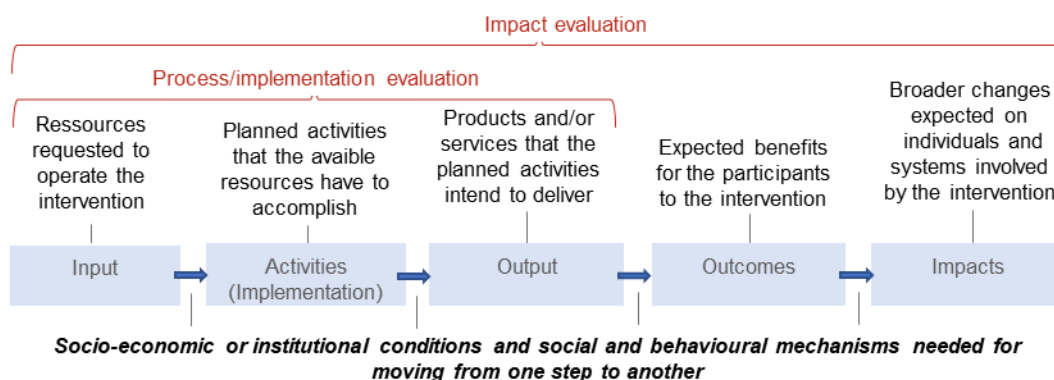 Impact evaluation
Process/implementation evaluation
Ressources
requested to
operate the
intervention
Planned activities
that the avaible
resources have to
accomplish
Products and/or
services that the
planned activities
intend to deliver
Expected benefits
for the participants
to the intervention
Broader changes
expected on
individuals and
systems involved
by the intervention
Input
Activities
(Implementation)
Output
Outcomes
Impacts
Socio-economic or institutional conditions and social and behavioural mechanisms needed for
moving from one step to another